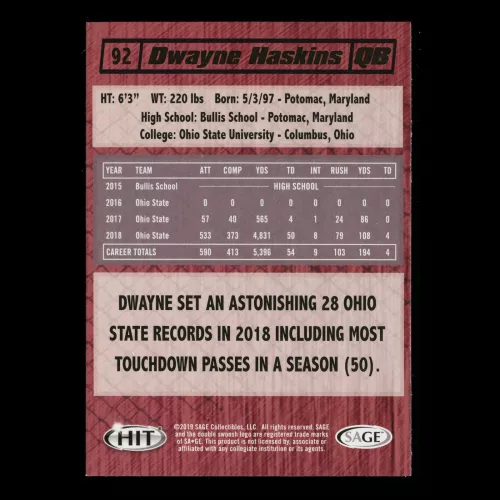 92 Dwayne Haskins QB
HT: 6'3" WT: 220 lbs Born: 5/3/97 - Potomac, Maryland
High School: Bullis School - Potomac, Maryland
College: Ohio State University - Columbus, Ohio
YEAR TEAM ATT COMP YDS TD INT RUSH YDS TD
2015 Bullis School HIGH SCHOOL
2016 Ohio State 0 0 0 0 0 0 0 0
2017 Ohio State 57 40 565 4 1 24 86 0
2018 Ohio State 533 373 4,831 50 8 79 108 4
CAREER TOTALS 590 413 5,396 54 9 103 194 4
DWAYNE SET AN ASTONISHING 28 OHIO
STATE RECORDS IN 2018 INCLUDING MOST
TOUCHDOWN PASSES IN A SEASON (50).
HIT
©2019 SAGE Collectibles, LLC. All rights reserved. SAGE
and the double swoosh logo are registered trade marks
of SA•GE. This product is not licensed by, associate or
affiliated with any collegiate institution or its agents.
SAGE